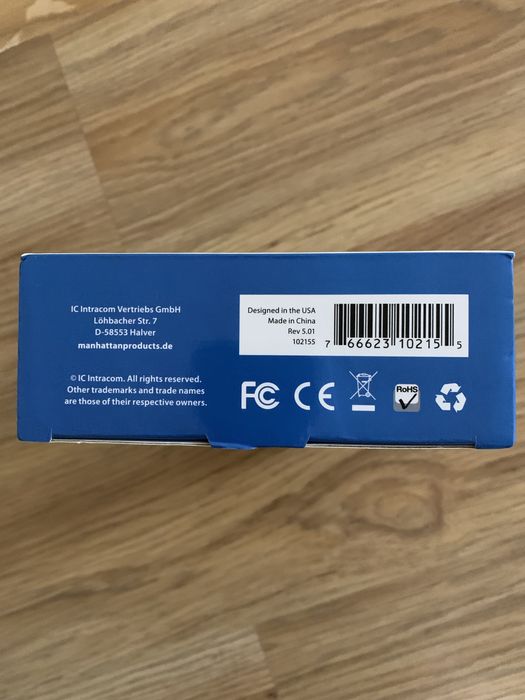 IC Intracom Vertriebs GmbH
Löhbacher Str. 7
D-58553 Halver
manhattanproducts.de
© IC Intracom. All rights reserved.
Other trademarks and trade names
are those of their respective owners.
Designed in the USA
Made in China
Rev 5.01
102155
7 66623 10215 5
FC CE RoHS